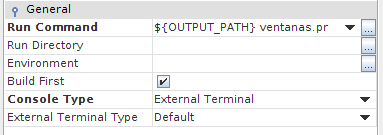 General
Run Command ${OUTPUT_PATH} ventanas.pr ...
Run Directory ...
Environment ...
Build First
Console Type External Terminal
External Terminal Type Default